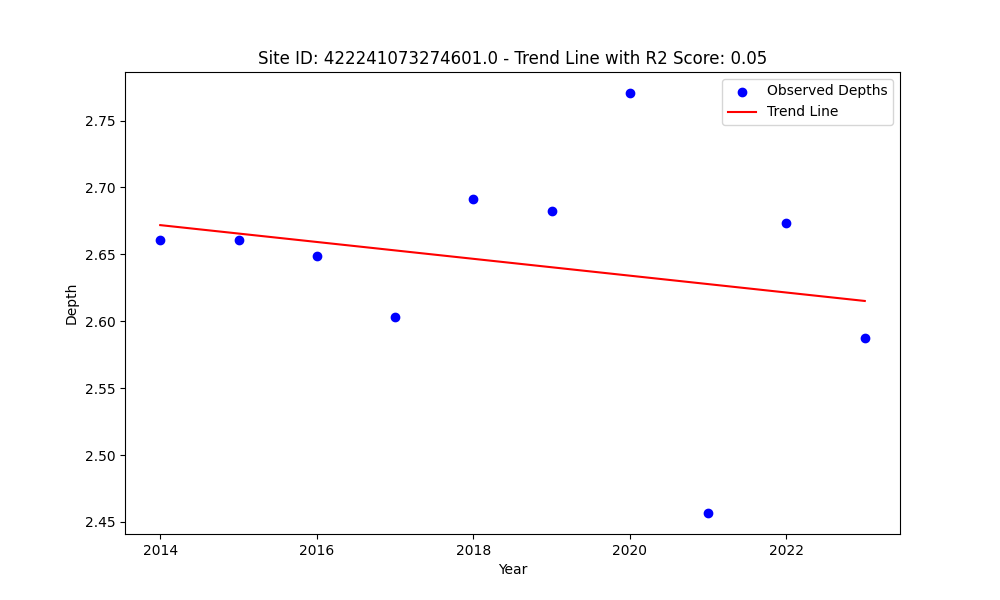 Site ID: 422241073274601.0 - Trend Line with R2 Score: 0.05
Observed Depths
Trend Line
2.75
2.70
2.65
2.60
2.55
2.50
2.45
Depth
2014
2016
2018
2020
2022
Year